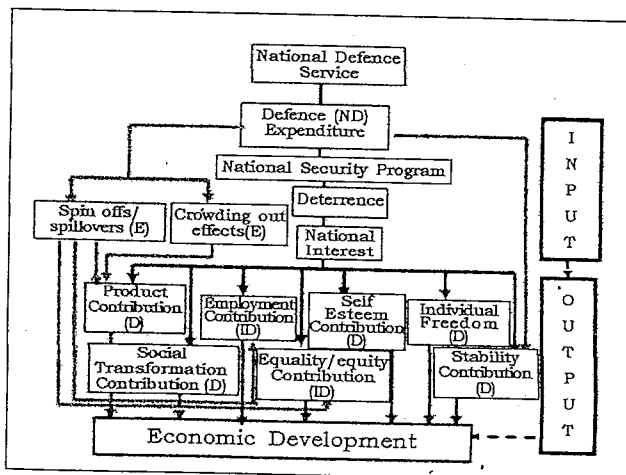 National Defence
Service
Defence (ND)
Expenditure
National Security Program
Deterrence
Spin offs/
spillovers (E)
Crowding out
effects(E)
National
Interest
I
N
P
U
T
Product
Contribution
(D)
Employment
Contribution
(ID)
Self
Esteem
Contribution
(D)
Individual
Freedom
(D)
Social
Transformation
Contribution (D)
Equality/equity
Contribution
(ID)
Stability
Contribution
(D)
O
U
T
P
U
T
Economic Development